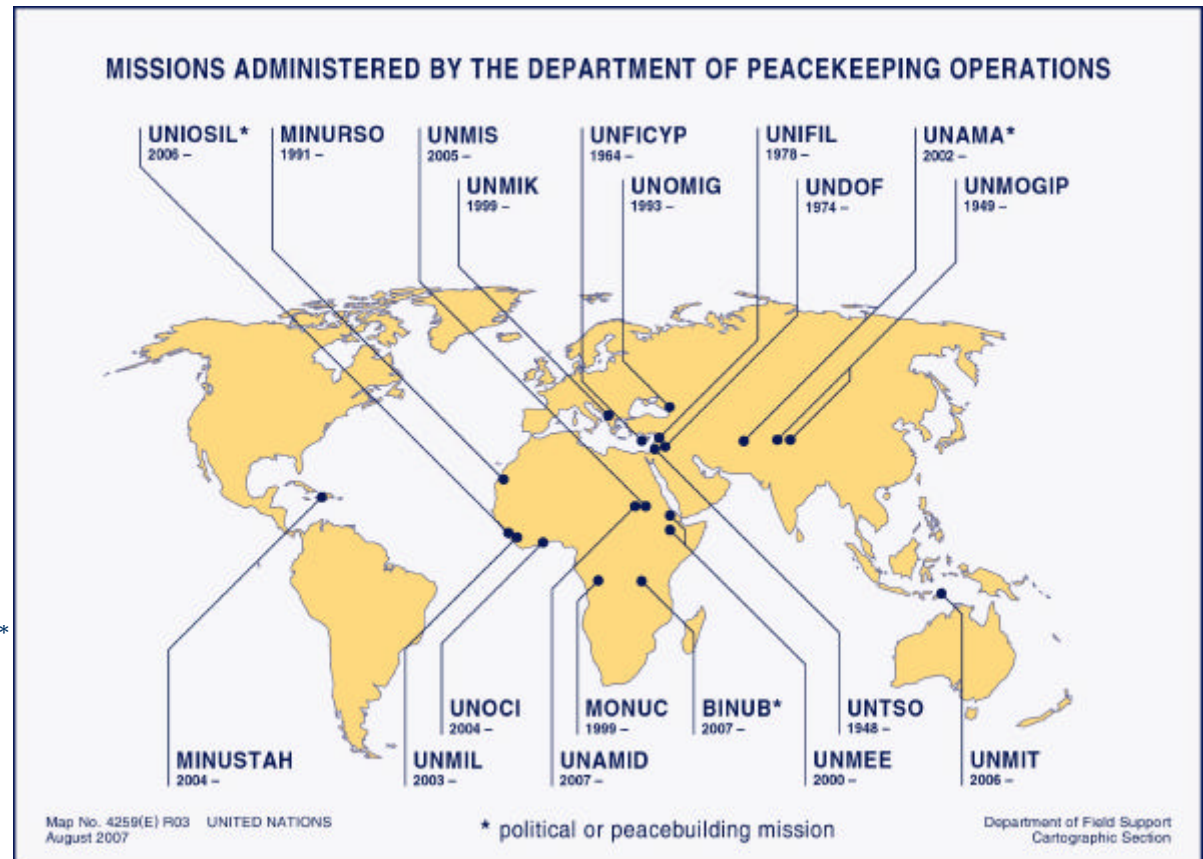 MISSIONS ADMINISTERED BY THE DEPARTMENT OF PEACEKEEPING OPERATIONS
UNIOSIL*
2006 –
MINURSO
1991 –
UNMIS
2005 –
UNFICYP
1964 –
UNIFIL
1978 –
UNAMA*
2002 –
UNMIK
1999 –
UNOMIG
1993 –
UNDOF
1974 –
UNMOGIP
1949 –
*
UNOCI
2004 –
MONUC
1999 –
BINUB*
2007 –
UNTSO
1948 –
MINUSTAH
2004 –
UNMIL
2003 –
UNAMID
2007 –
UNMEE
2000 –
UNMIT
2006 –
Map No. 4259(E) R03 UNITED NATIONS
August 2007
* political or peacebuilding mission
Department of Field Support
Cartographic Section